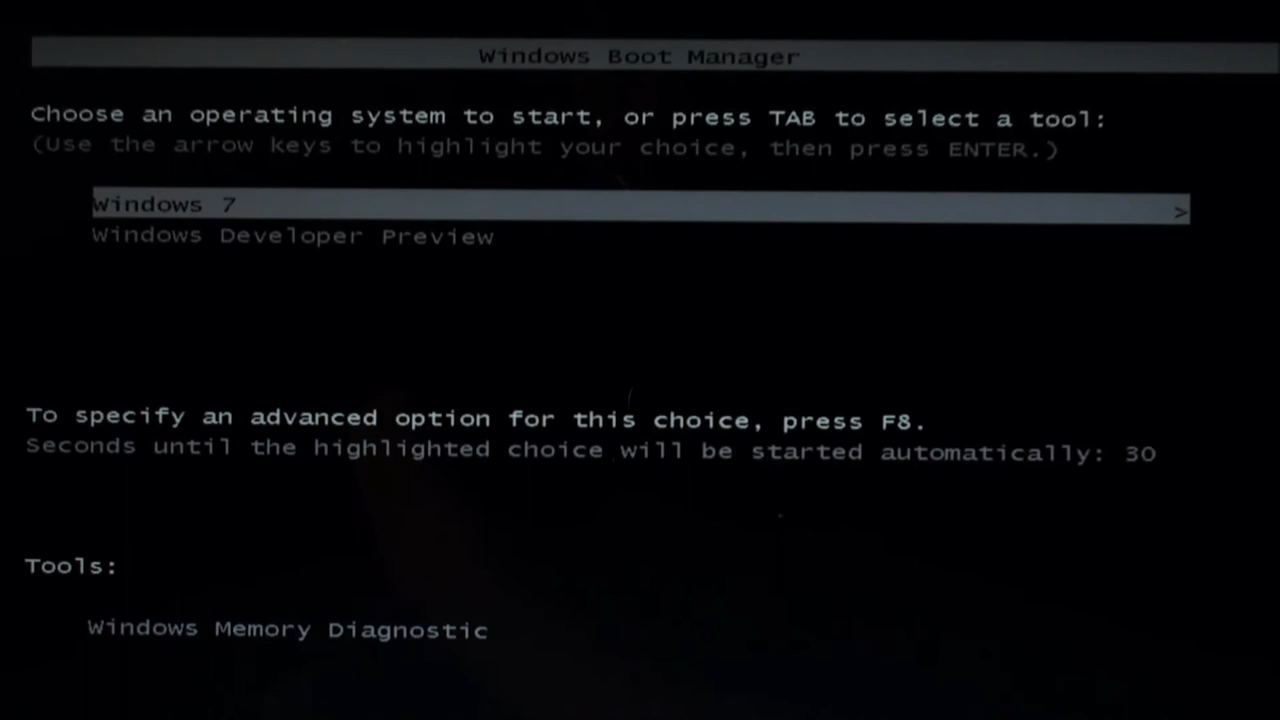 Windows Boot Manager
Choose an operating system to start, or press TAB to select a tool:
(Use the arrow keys to highlight your choice, then press ENTER.)
Windows 7 >
Windows Developer Preview
To specify an advanced option for this choice, press F8.
Seconds until the highlighted choice will be started automatically: 30
Tools:
Windows Memory Diagnostic